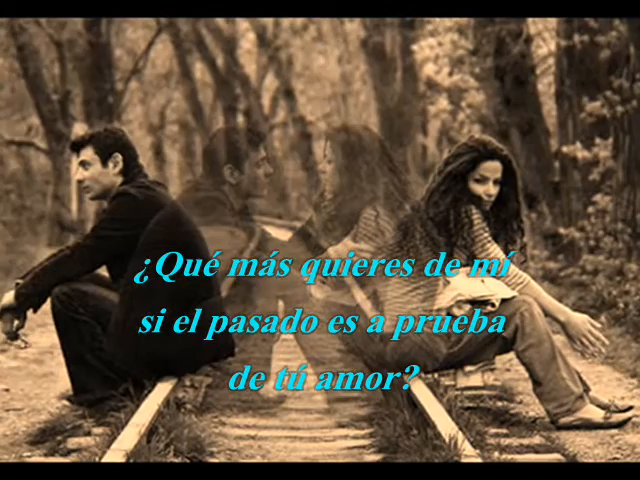 ¿Qué más quieres de mí
si el pasado es a prueba
de tú amor?